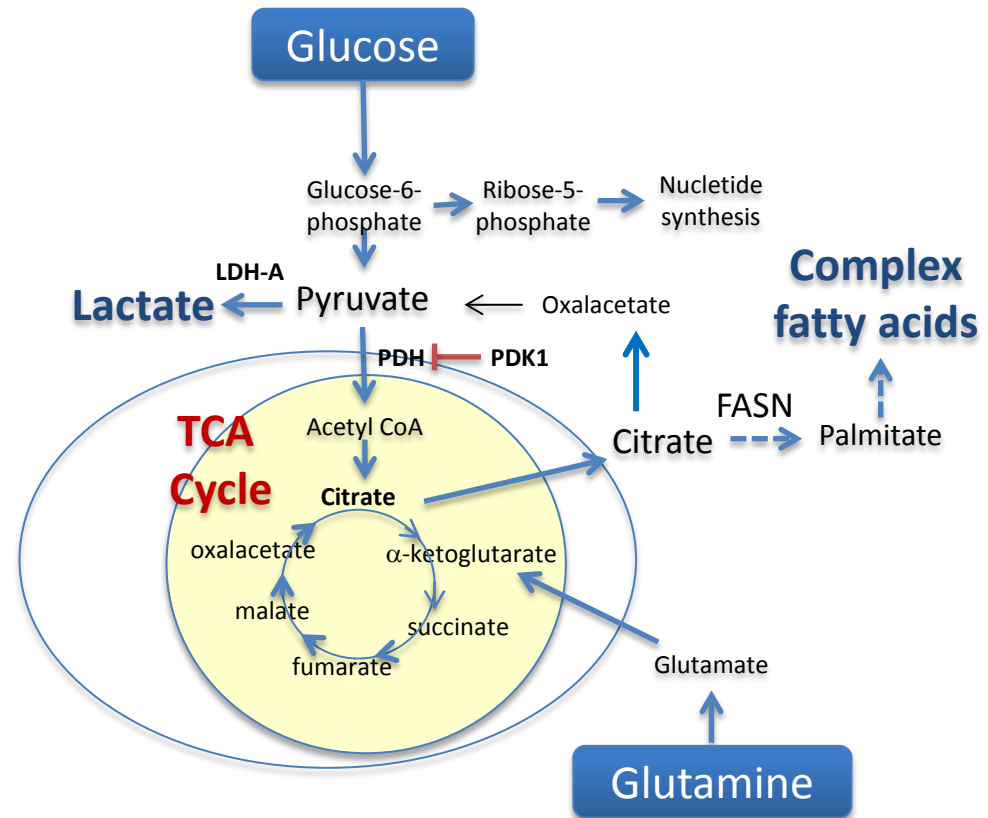 Glucose
Glucose-6-
phosphate
Ribose-5-
phosphate
Nucletide
synthesis
LDH-A
Lactate
Pyruvate
Oxalacetate
Complex
fatty acids
PDH
PDK1
TCA
Cycle
Acetyl CoA
FASN
Citrate
Palmitate
Citrate
oxalacetate
α-ketoglutarate
malate
succinate
fumarate
Glutamate
Glutamine